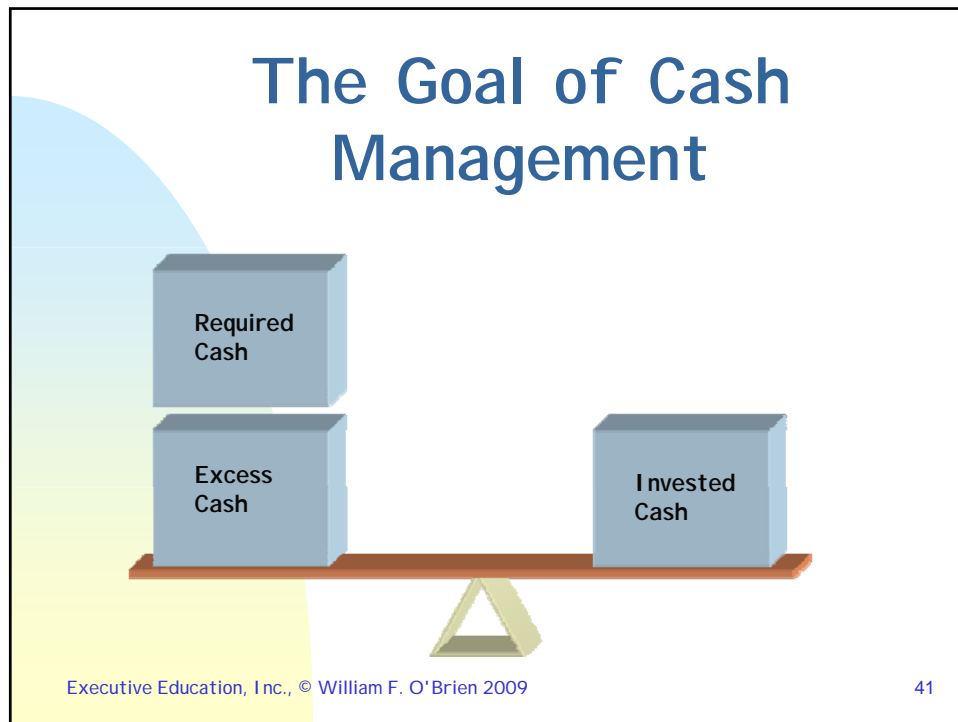 The Goal of Cash
Management
Required
Cash
Excess
Cash
Invested
Cash
Executive Education, Inc., © William F. O'Brien 2009
41